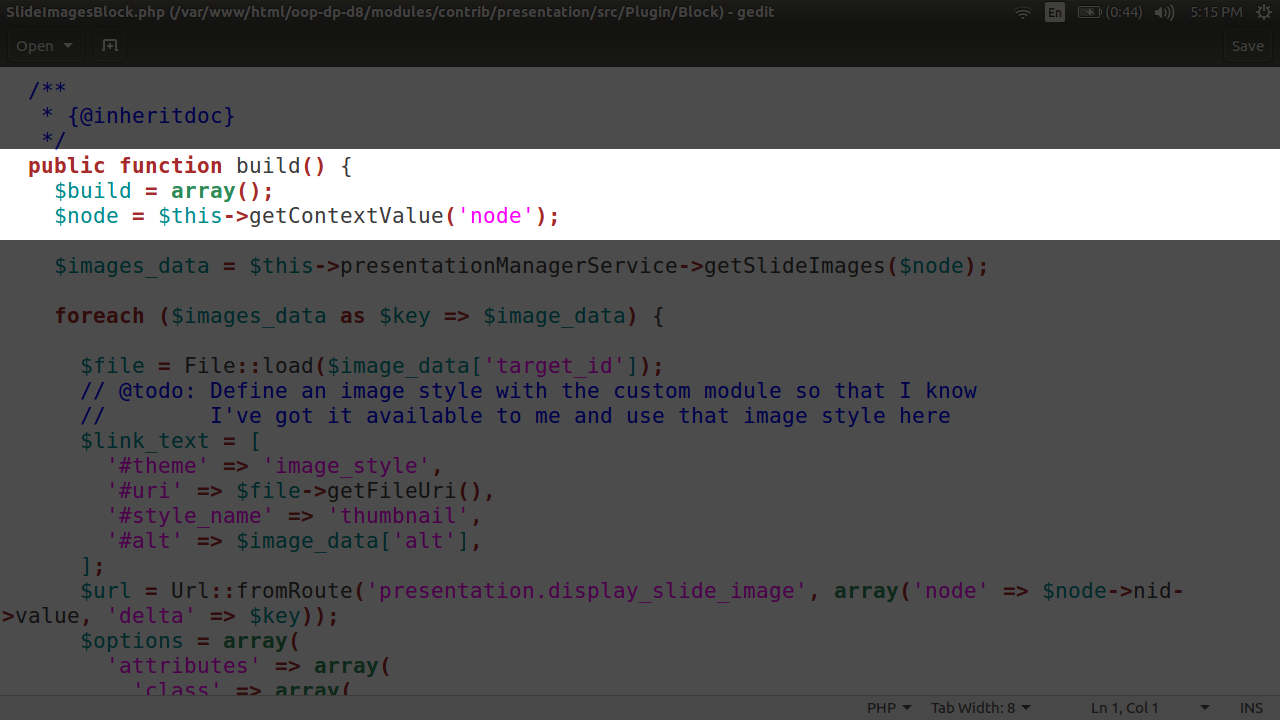 SlideImagesBlock.php (/var/www/html/oop-dp-d8/modules/contrib/presentation/src/Plugin/Block) - gedit En (0:44) 5:15 PM
Open Save
/**
 * {@inheritdoc}
 */
public function build() {
  $build = array();
  $node = $this->getContextValue('node');
  $images_data = $this->presentationManagerService->getSlideImages($node);
  foreach ($images_data as $key => $image_data) {
    $file = File::load($image_data['target_id']);
    // @todo: Define an image style with the custom module so that I know
    //        I've got it available to me and use that image style here
    $link_text = [
      '#theme' => 'image_style',
      '#uri' => $file->getFileUri(),
      '#style_name' => 'thumbnail',
      '#alt' => $image_data['alt'],
    ];
    $url = Url::fromRoute('presentation.display_slide_image', array('node' => $node->nid-
>value, 'delta' => $key));
    $options = array(
      'attributes' => array(
        'class' => array(
PHP Tab Width: 8 Ln 1, Col 1 INS